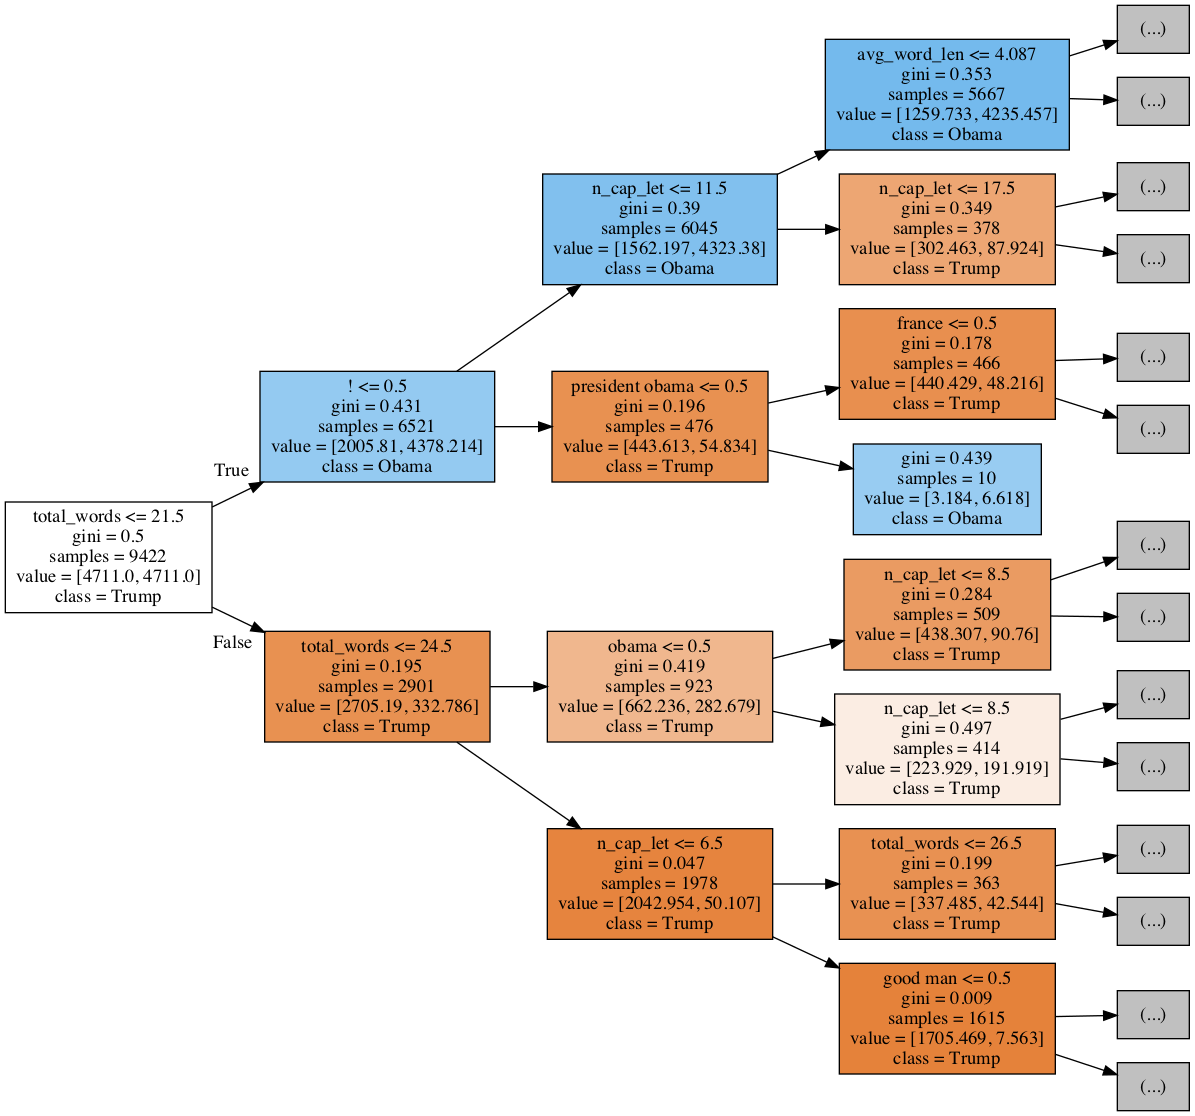 total_words <= 21.5
gini = 0.5
samples = 9422
value = [4711.0, 4711.0]
class = Trump
True
False
! <= 0.5
gini = 0.431
samples = 6521
value = [2005.81, 4378.214]
class = Obama
total_words <= 24.5
gini = 0.195
samples = 2901
value = [2705.19, 332.786]
class = Trump
n_cap_let <= 11.5
gini = 0.39
samples = 6045
value = [1562.197, 4323.38]
class = Obama
president obama <= 0.5
gini = 0.196
samples = 476
value = [443.613, 54.834]
class = Trump
obama <= 0.5
gini = 0.419
samples = 923
value = [662.236, 282.679]
class = Trump
n_cap_let <= 6.5
gini = 0.047
samples = 1978
value = [2042.954, 50.107]
class = Trump
avg_word_len <= 4.087
gini = 0.353
samples = 5667
value = [1259.733, 4235.457]
class = Obama
n_cap_let <= 17.5
gini = 0.349
samples = 378
value = [302.463, 87.924]
class = Trump
france <= 0.5
gini = 0.178
samples = 466
value = [440.429, 48.216]
class = Trump
gini = 0.439
samples = 10
value = [3.184, 6.618]
class = Obama
n_cap_let <= 8.5
gini = 0.284
samples = 509
value = [438.307, 90.76]
class = Trump
n_cap_let <= 8.5
gini = 0.497
samples = 414
value = [223.929, 191.919]
class = Trump
total_words <= 26.5
gini = 0.199
samples = 363
value = [337.485, 42.544]
class = Trump
good man <= 0.5
gini = 0.009
samples = 1615
value = [1705.469, 7.563]
class = Trump
(...)
(...)
(...)
(...)
(...)
(...)
(...)
(...)
(...)
(...)
(...)
(...)
(...)
(...)